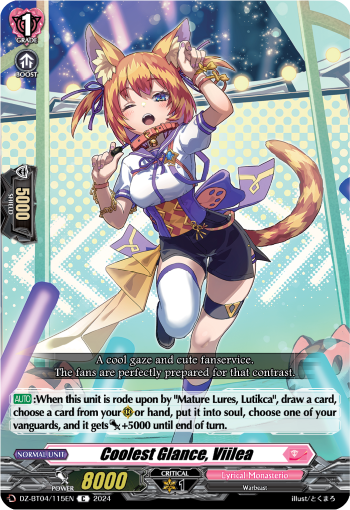 1
GRADE
BOOST
5000
SHIELD
A cool gaze and cute fanservice.
The fans are perfectly prepared for that contrast.
AUTO :When this unit is rode upon by "Mature Lures, Lutikca", draw a card,
choose a card from your or hand, put it into soul, choose one of your
vanguards, and it gets +5000 until end of turn.
NORMAL UNIT
Coolest Glance, Viilea
POWER
8000
CRITICAL
1
Lyrical Monasterio
Warbeast
DZ-BT04/115EN C 2024
illust/とくまろ